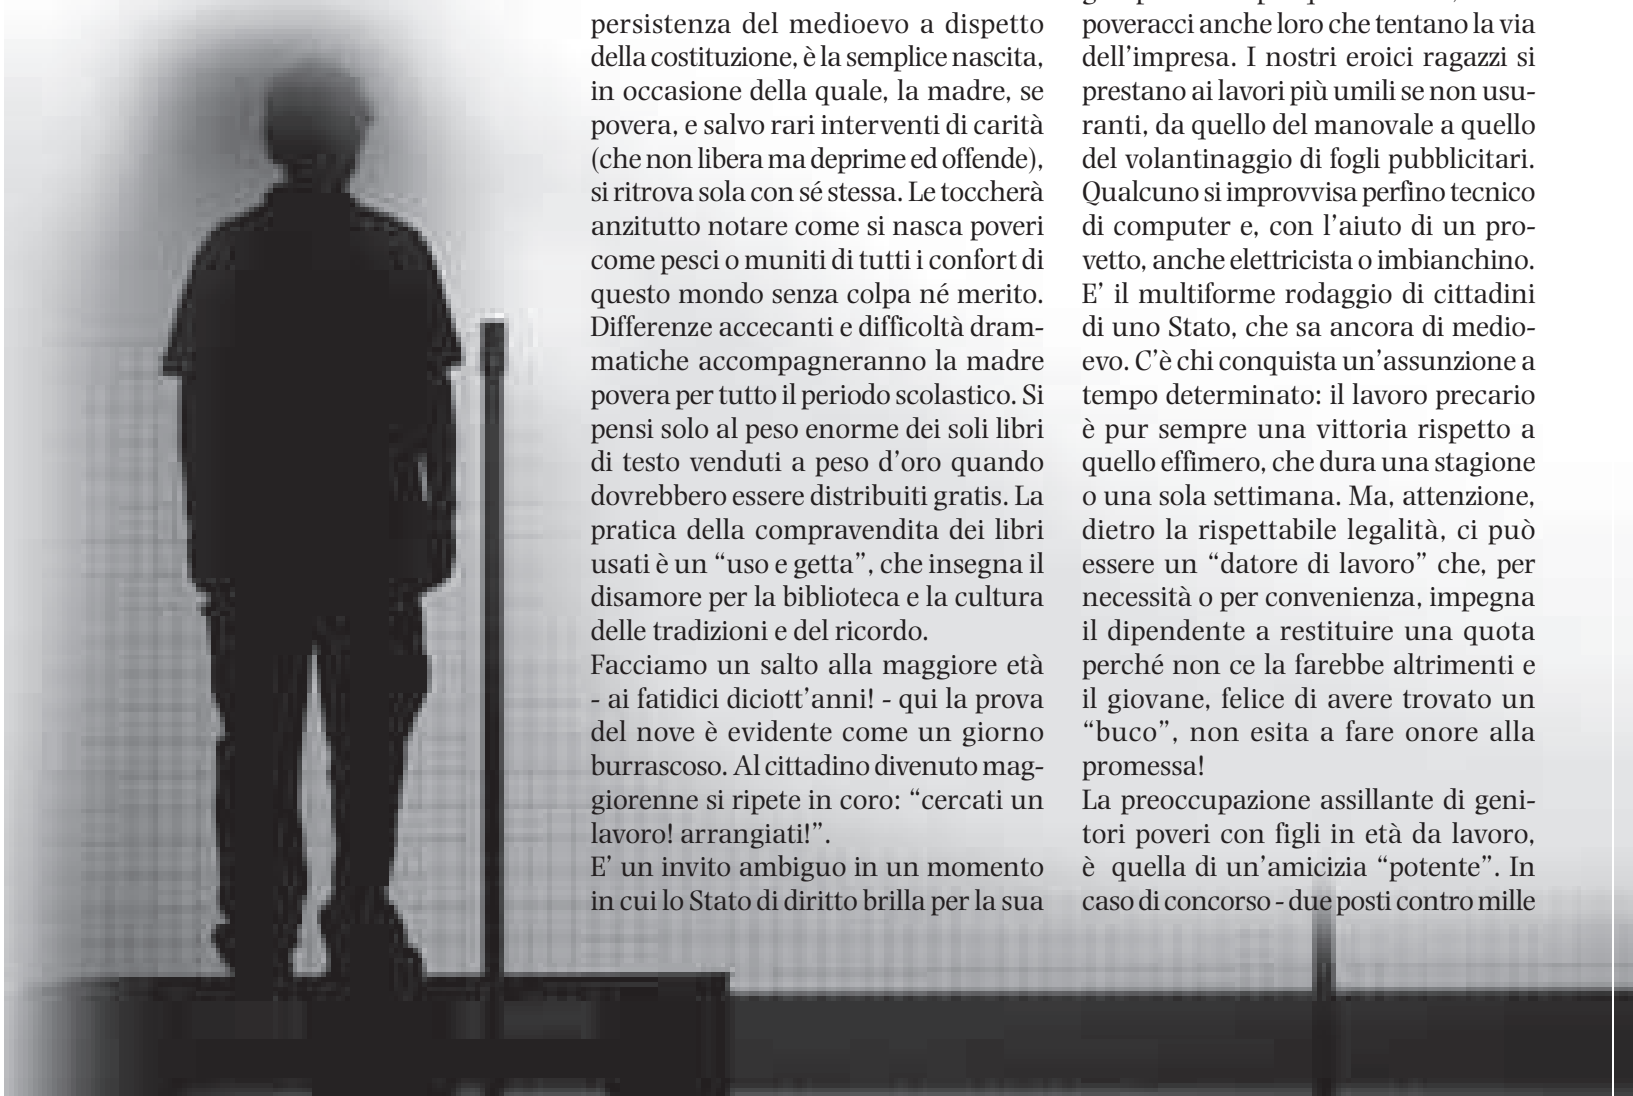 persistenza del medioevo a dispetto
della costituzione, è la semplice nascita,
in occasione della quale, la madre, se
povera, e salvo rari interventi di carità
(che non libera ma deprime ed offende),
si ritrova sola con sé stessa. Le toccherà
anzitutto notare come si nasca poveri
come pesci o muniti di tutti i confort di
questo mondo senza colpa né merito.
Differenze accecanti e difficoltà dram-
matiche accompagneranno la madre
povera per tutto il periodo scolastico. Si
pensi solo al peso enorme dei soli libri
di testo venduti a peso d’oro quando
dovrebbero essere distribuiti gratis. La
pratica della compravendita dei libri
usati è un “uso e getta”, che insegna il
disamore per la biblioteca e la cultura
delle tradizioni e del ricordo.
Facciamo un salto alla maggiore età
- ai fatidici diciott’anni! - qui la prova
del nove è evidente come un giorno
burrascoso. Al cittadino divenuto mag-
giorenne si ripete in coro: “cercati un
lavoro! arrangiati!”.
E’ un invito ambiguo in un momento
in cui lo Stato di diritto brilla per la sua
poveracci anche loro che tentano la via
dell’impresa. I nostri eroici ragazzi si
prestano ai lavori più umili se non usu-
ranti, da quello del manovale a quello
del volantinaggio di fogli pubblicitari.
Qualcuno si improvvisa perfino tecnico
di computer e, con l’aiuto di un pro-
vetto, anche elettricista o imbianchino.
E’ il multiforme rodaggio di cittadini
di uno Stato, che sa ancora di medio-
evo. C’è chi conquista un’assunzione a
tempo determinato: il lavoro precario
è pur sempre una vittoria rispetto a
quello effimero, che dura una stagione
o una sola settimana. Ma, attenzione,
dietro la rispettabile legalità, ci può
essere un “datore di lavoro” che, per
necessità o per convenienza, impegna
il dipendente a restituire una quota
perché non ce la farebbe altrimenti e
il giovane, felice di avere trovato un
“buco”, non esita a fare onore alla
promessa!
La preoccupazione assillante di geni-
tori poveri con figli in età da lavoro,
è quella di un’amicizia “potente”. In
caso di concorso - due posti contro mille